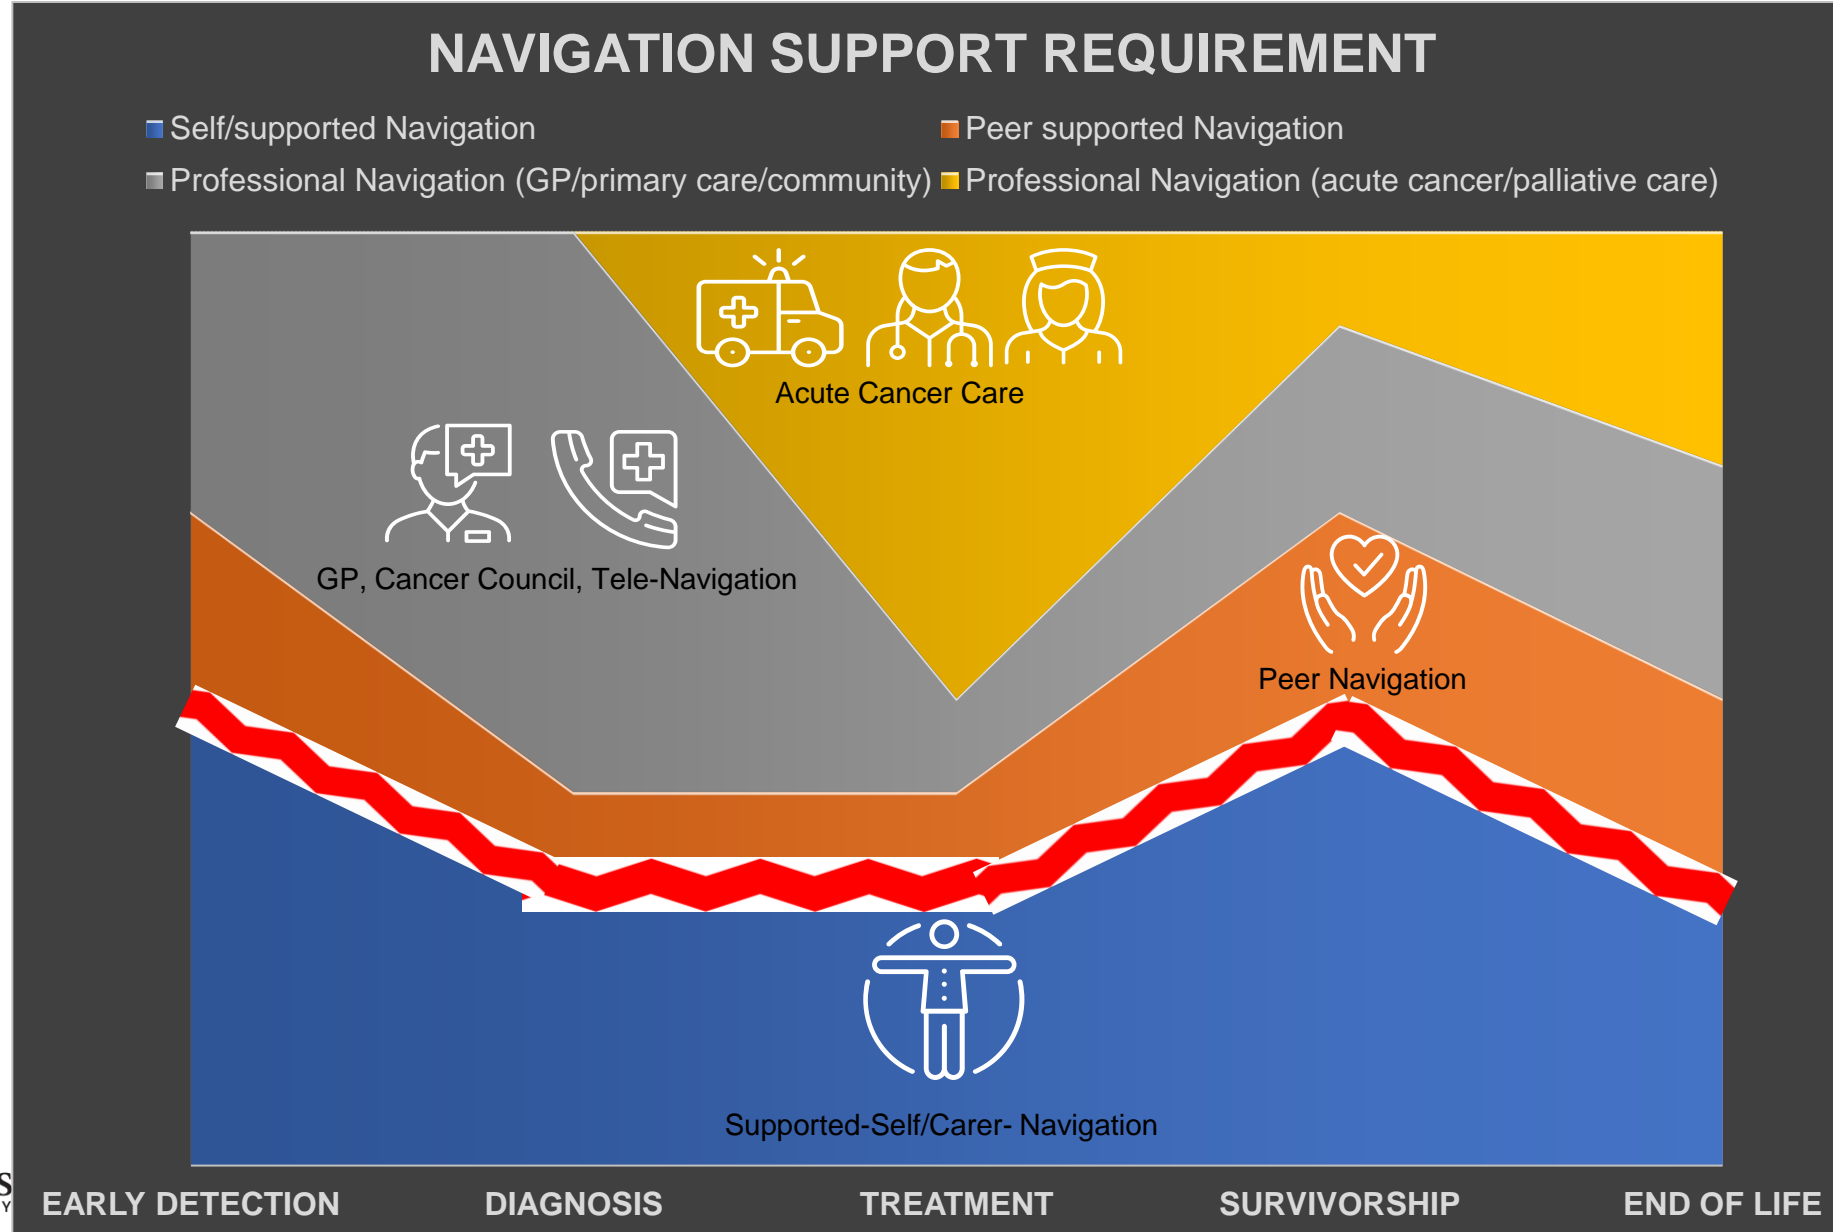 NAVIGATION SUPPORT REQUIREMENT
Self/supported Navigation
Peer supported Navigation
Professional Navigation (GP/primary care/community)
Professional Navigation (acute cancer/palliative care)
Acute Cancer Care
GP, Cancer Council, Tele-Navigation
Peer Navigation
Supported-Self/Carer- Navigation
S
Y
EARLY DETECTION
DIAGNOSIS
TREATMENT
SURVIVORSHIP
END OF LIFE